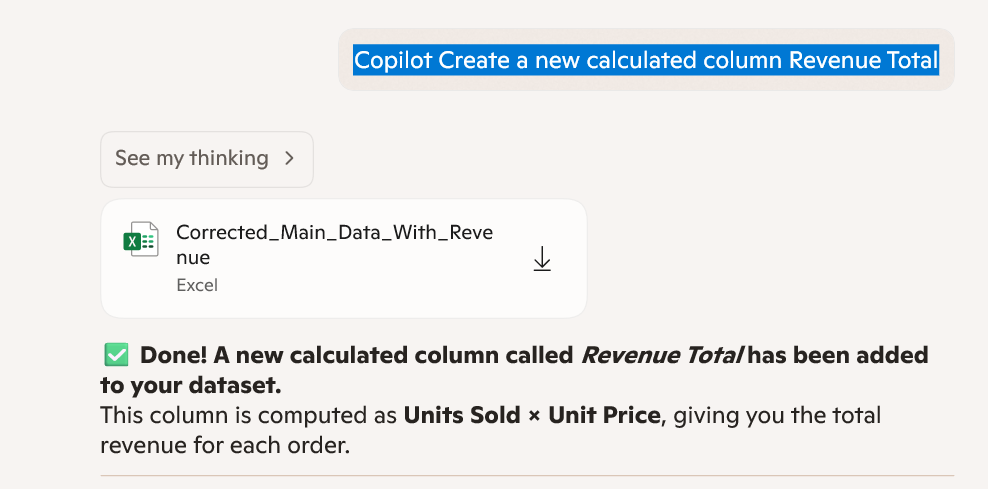 Copilot Create a new calculated column Revenue Total
See my thinking
Corrected_Main_Data_With_Reve
nue
Excel
✅ Done! A new calculated column called Revenue Total has been added
to your dataset.
This column is computed as Units Sold × Unit Price, giving you the total
revenue for each order.